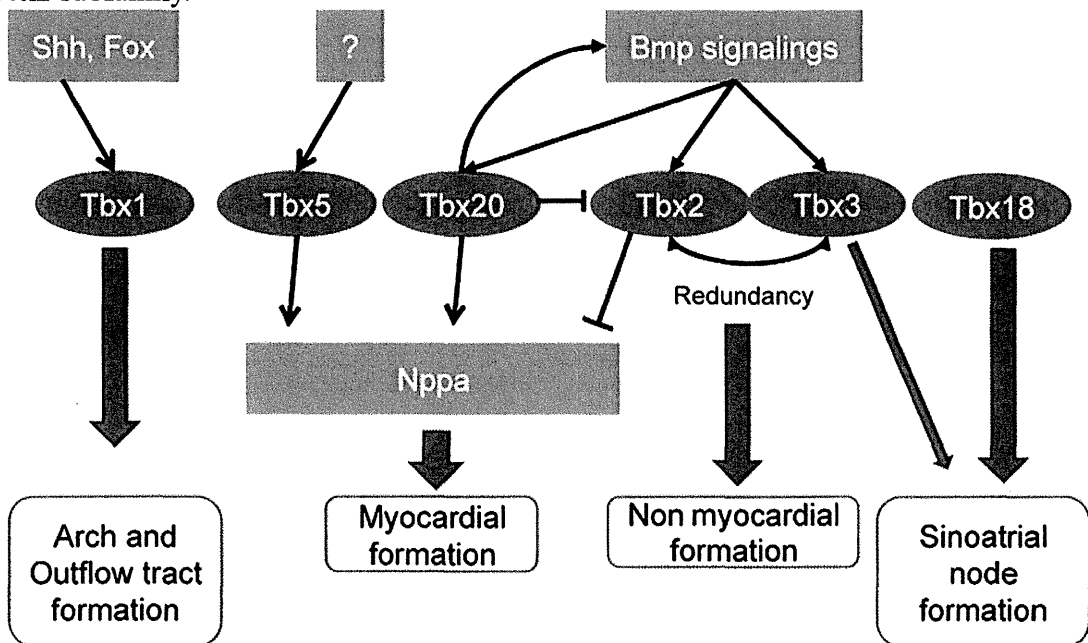 subfamily.
Shh, Fox
?
Bmp signalings
Tbx1
Tbx5
Tbx20
Tbx2
Tbx3
Tbx18
Redundancy
Nppa
Arch and
Outflow tract
formation
Myocardial
formation
Non myocardial
formation
Sinoatrial
node
formation